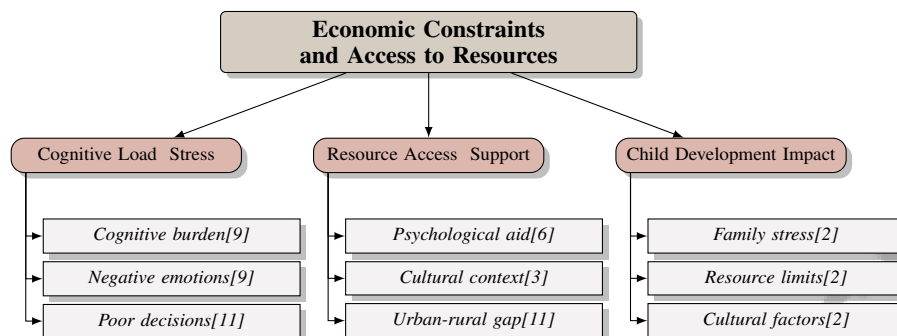 Economic Constraints
and Access to Resources
Cognitive Load Stress
Resource Access Support
Child Development Impact
Cognitive burden[9]
Psychological aid[6]
Family stress[2]
Negative emotions[9]
Cultural context[3]
Resource limits[2]
Poor decisions[11]
Urban-rural gap[11]
Cultural factors[2]